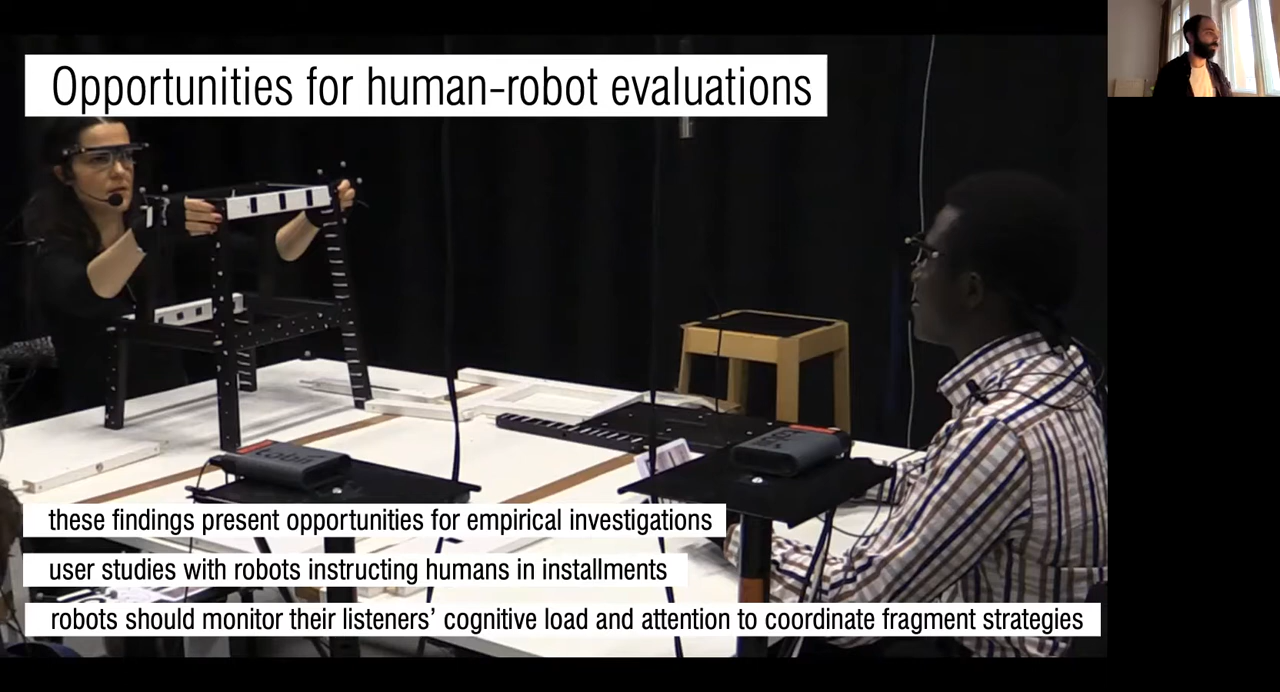 Opportunities for human-robot evaluations
these findings present opportunities for empirical investigations
user studies with robots instructing humans in installments
robots should monitor their listeners' cognitive load and attention to coordinate fragment strategies